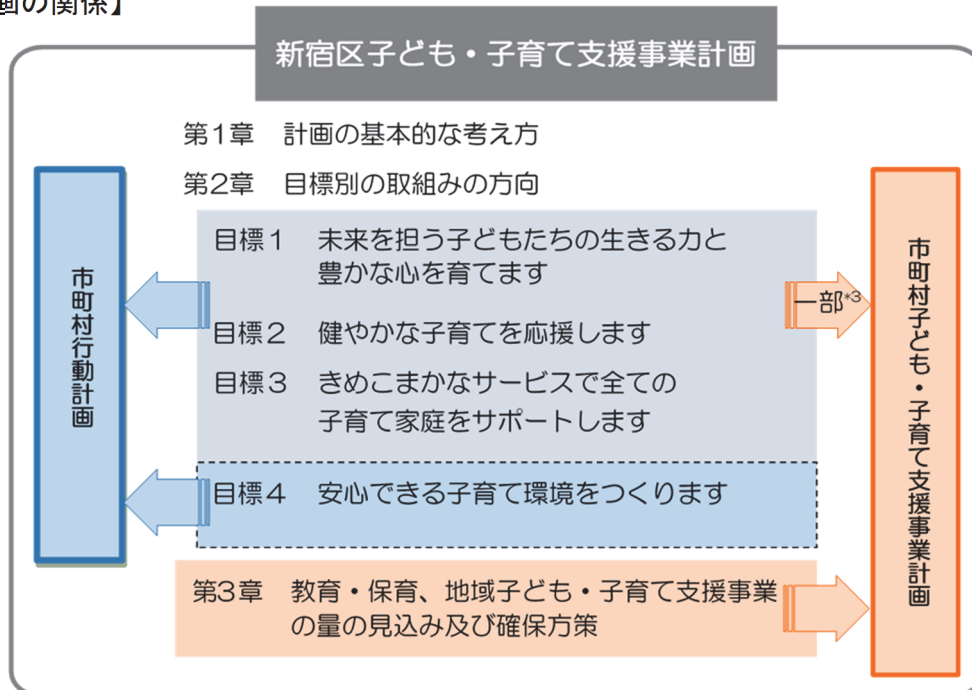 画の関係】
新宿区子ども・子育て支援事業計画
第1章　計画の基本的な考え方
第2章　目標別の取組みの方向
目標1　未来を担う子どもたちの生きる力と
豊かな心を育てます
目標2　健やかな子育てを応援します
目標3　きめこまかなサービスで全ての
子育て家庭をサポートします
目標4　安心できる子育て環境をつくります
第3章　教育・保育、地域子ども・子育て支援事業
の量の見込み及び確保方策
市町村行動計画
一部*3
市町村子ども・子育て支援事業計画